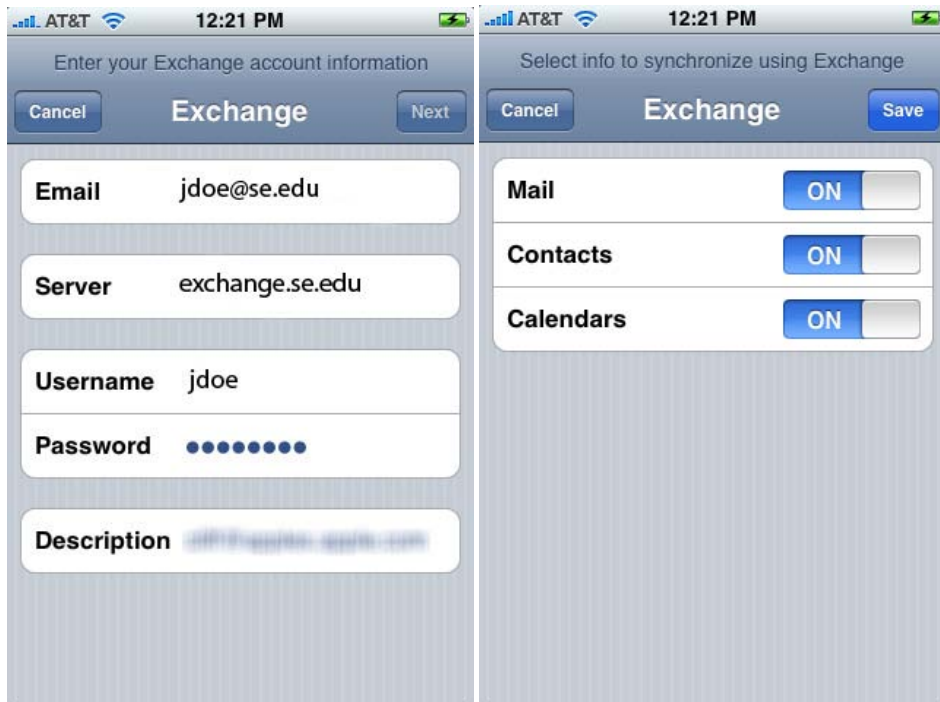 AT&T 12:21 PM
Enter your Exchange account information
Cancel Exchange Next
Email jdoe@se.edu
Server exchange.se.edu
Username jdoe
Password ••••••••
Description
AT&T 12:21 PM
Select info to synchronize using Exchange
Cancel Exchange Save
Mail ON
Contacts ON
Calendars ON